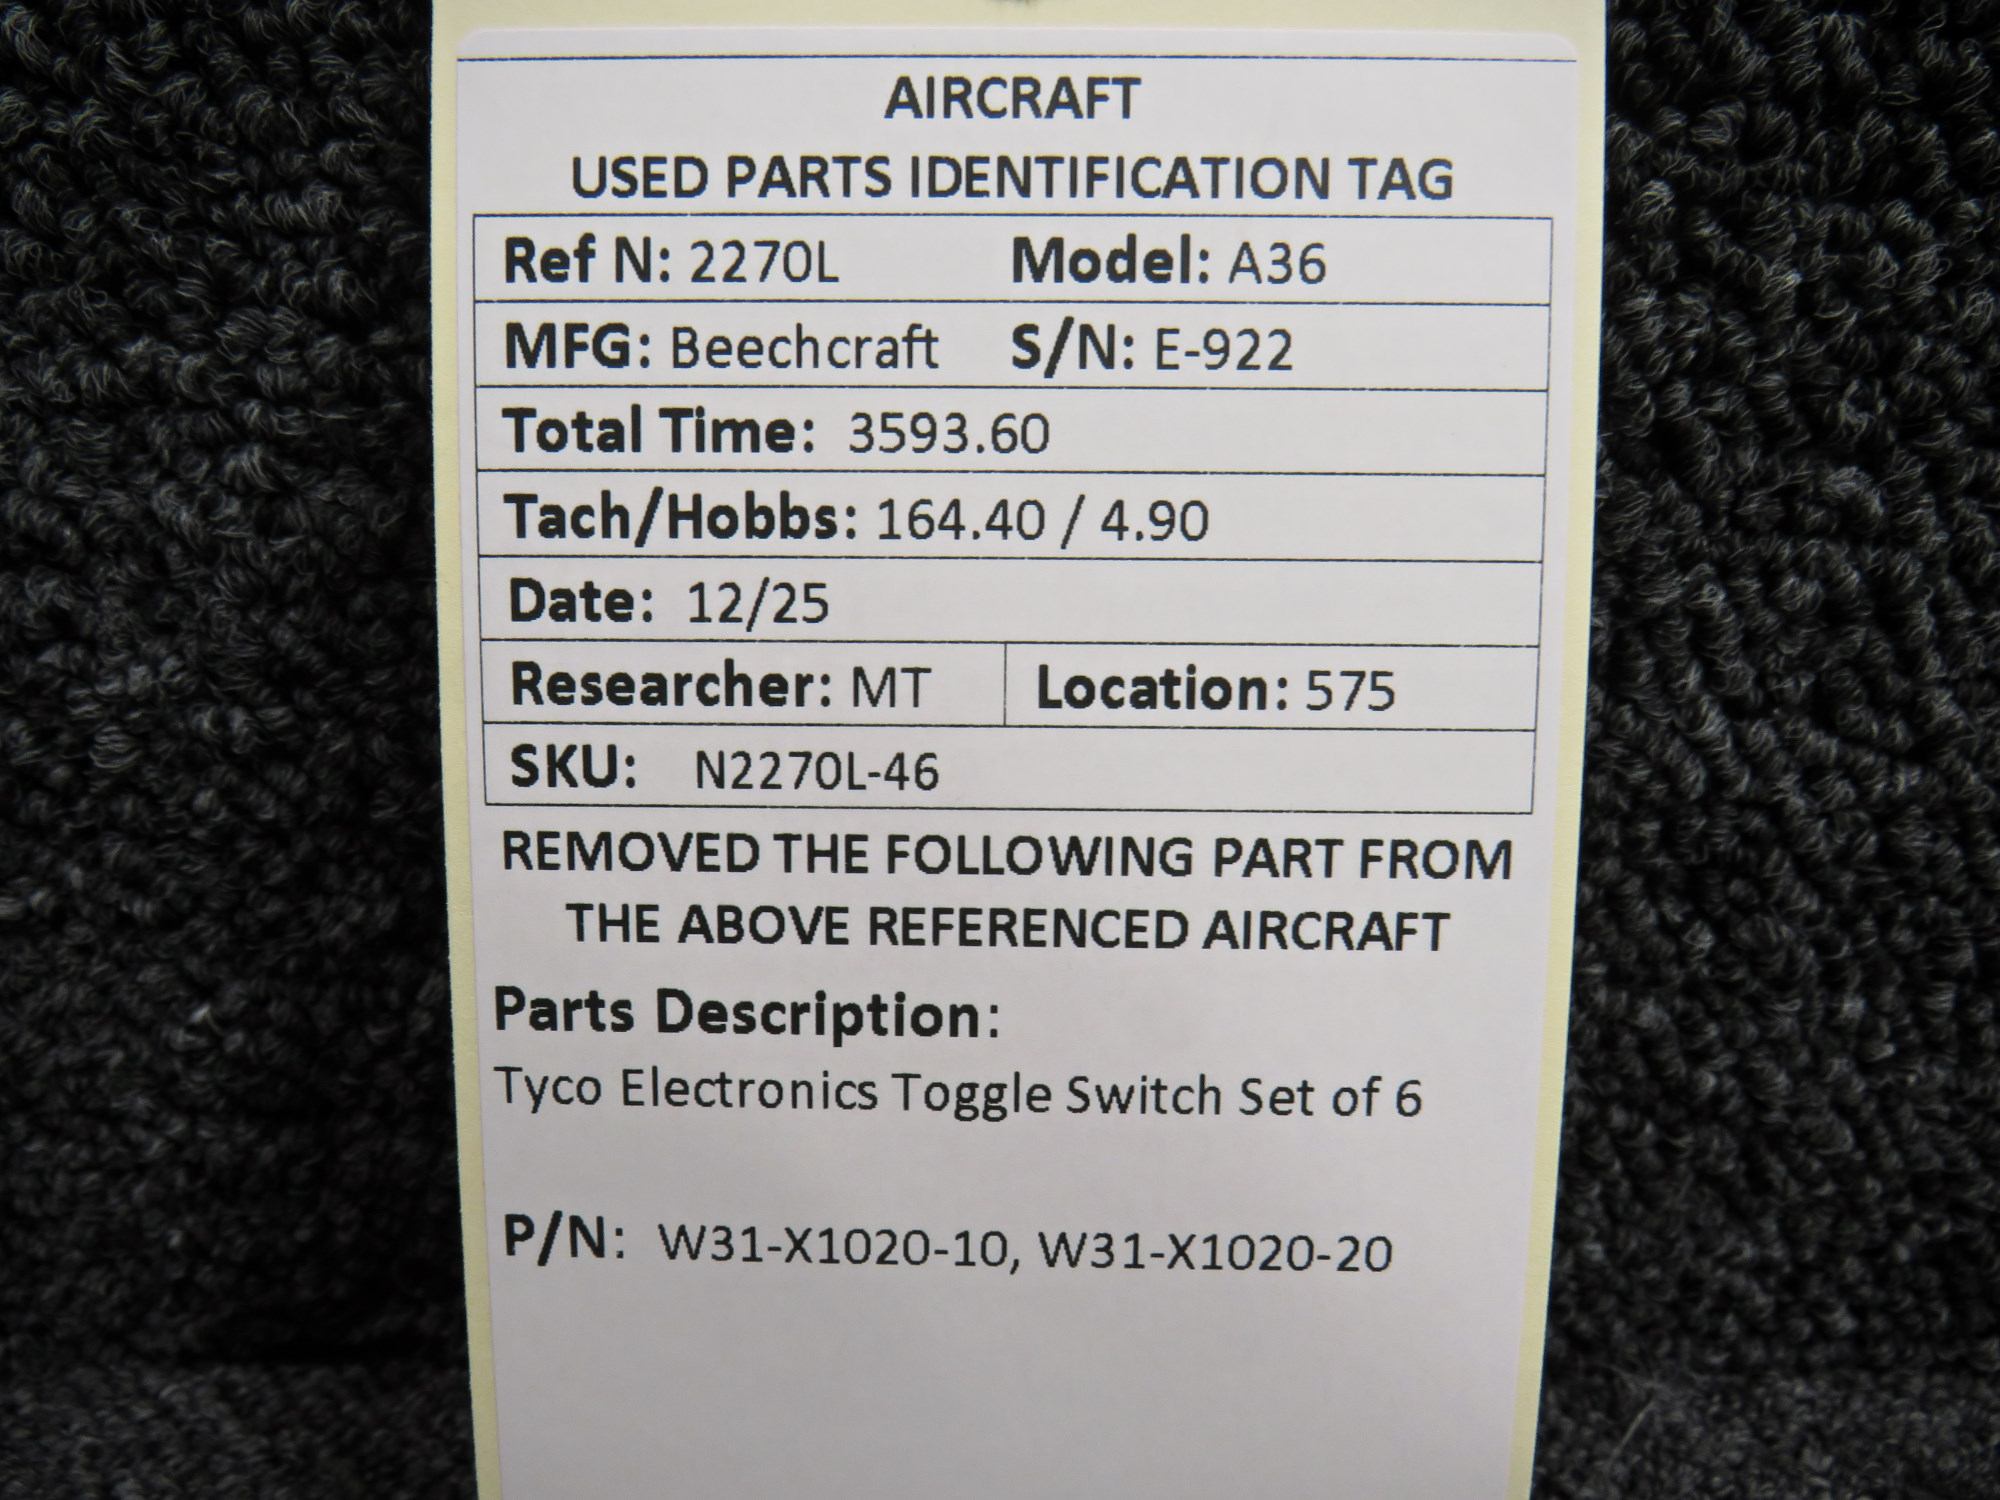 AIRCRAFT
USED PARTS IDENTIFICATION TAG
Ref N: 2270L Model: A36
MFG: Beechcraft S/N: E-922
Total Time: 3593.60
Tach/Hobbs: 164.40 / 4.90
Date: 12/25
Researcher: MT Location: 575
SKU: N2270L-46
REMOVED THE FOLLOWING PART FROM
THE ABOVE REFERENCED AIRCRAFT
Parts Description:
Tyco Electronics Toggle Switch Set of 6
P/N: W31-X1020-10, W31-X1020-20